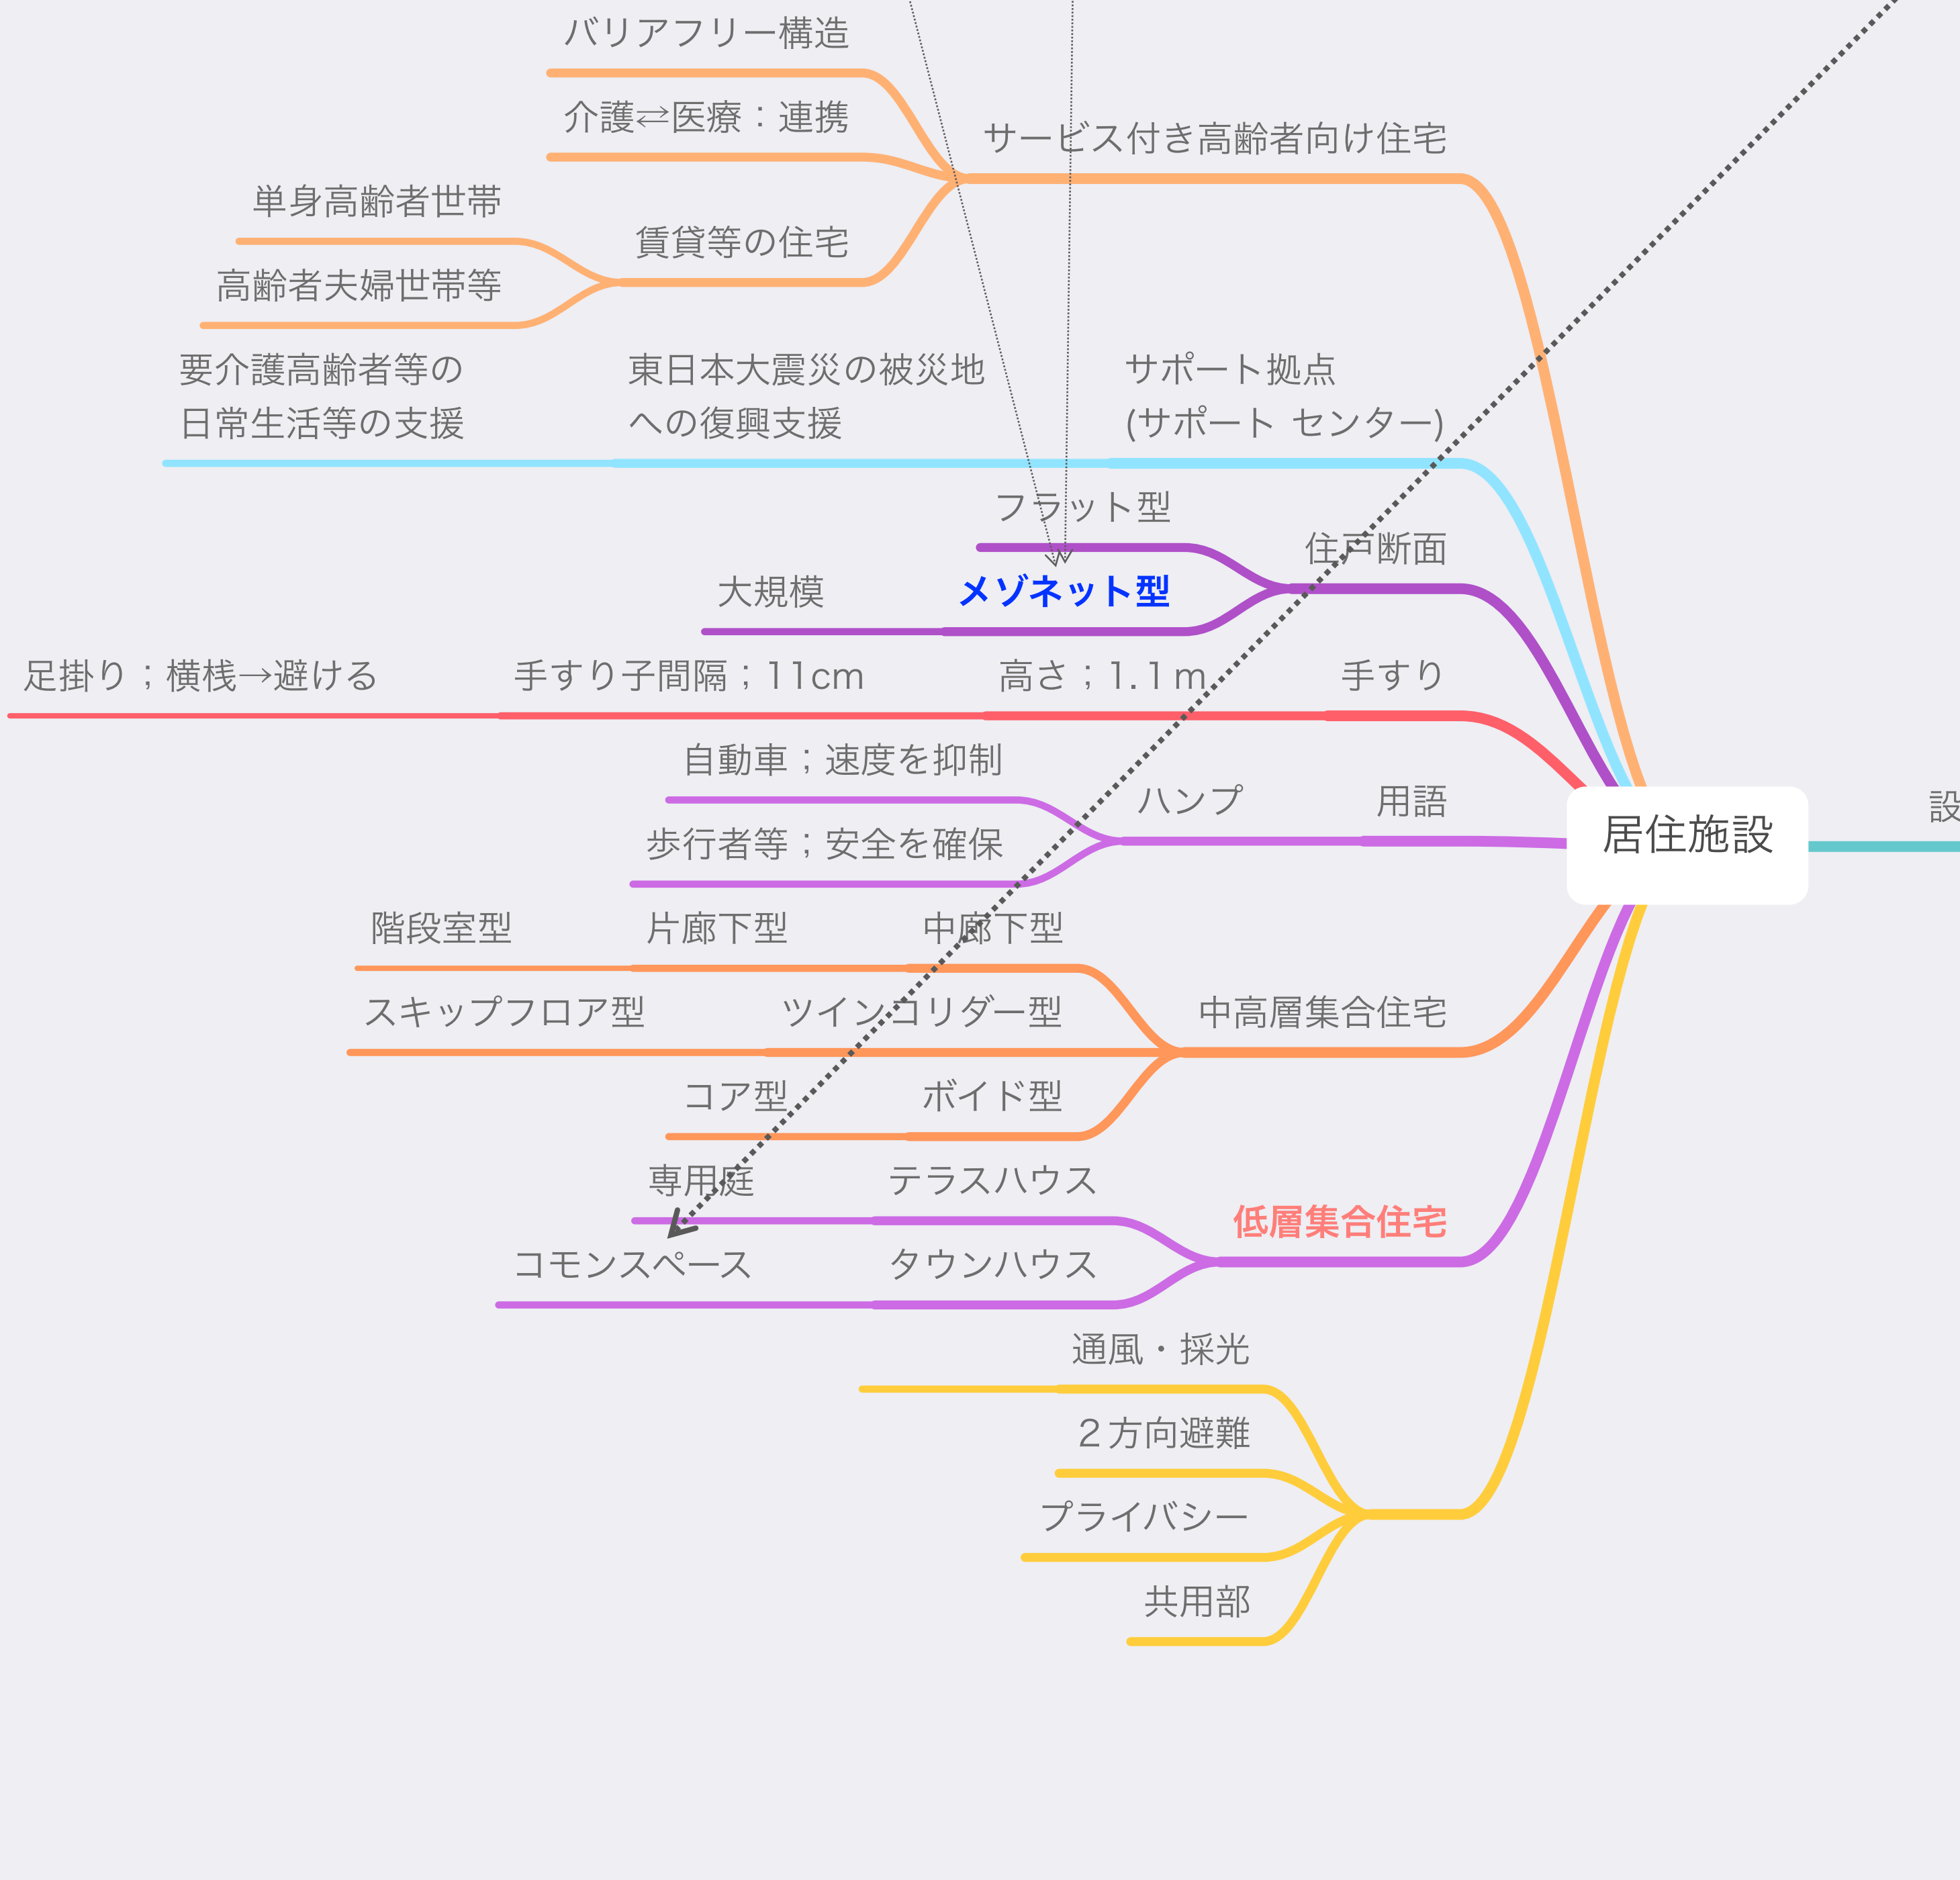 バリアフリー構造
介護⇄医療：連携
サービス付き高齢者向け住宅
単身高齢者世帯
賃貸等の住宅
高齢者夫婦世帯等
要介護高齢者等の
日常生活等の支援
東日本大震災の被災地
への復興支援
サポート拠点
(サポート センター)
フラット型
住戸断面
大規模
メゾネット型
足掛り；横桟→避ける
手すり子間隔；11cm
高さ；1.1ｍ
手すり
自動車；速度を抑制
ハンプ
用語
歩行者等；安全を確保
居住施設
設
階段室型
片廊下型
中廊下型
スキップフロア型
ツインコリダー型
中高層集合住宅
コア型
ボイド型
専用庭
テラスハウス
低層集合住宅
コモンスペース
タウンハウス
通風・採光
２方向避難
プライバシー
共用部